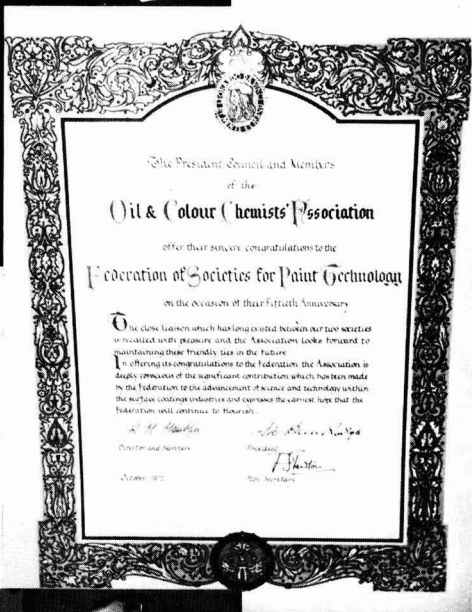 The President Council and Members
of the
Oil & Colour Chemists' Association
offer their sincere congratulations to the
Federation of Societies for Paint Technology
on the occasion of their Fiftieth Anniversary
The close liaison which has long existed between our two societies
is recalled with pleasure and the Association looks forward to
maintaining these friendly ties in the future
In offering its congratulations to the Federation, the Association is
deeply conscious of the significant contribution which has been made
by the Federation to the advancement of science and technology within
the surface coatings industries and expresses the earnest hope that the
Federation will continue to flourish.
Director and Secretary
President
Hon. Secretary
October, 1972